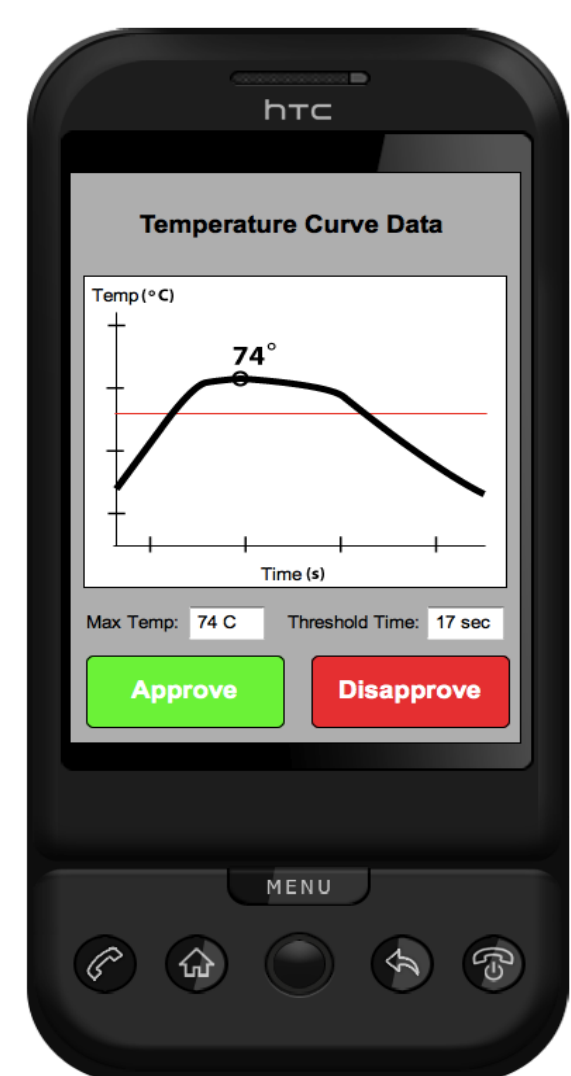 hTC
Temperature Curve Data
Temp (°C)
74°
Time (s)
Max Temp: 74 C Threshold Time: 17 sec
Approve Disapprove
MENU